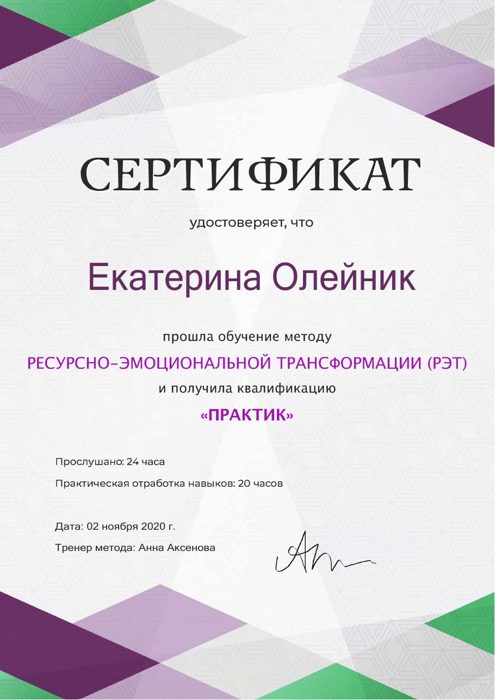 СЕРТИФИКАТ
удостоверяет, что
Екатерина Олейник
прошла обучение методу
РЕСУРСНО-ЭМОЦИОНАЛЬНОЙ ТРАНСФОРМАЦИИ (РЭТ)
и получила квалификацию
«ПРАКТИК»
Прослушано: 24 часа
Практическая отработка навыков: 20 часов
Дата: 02 ноября 2020 г.
Тренер метода: Анна Аксенова